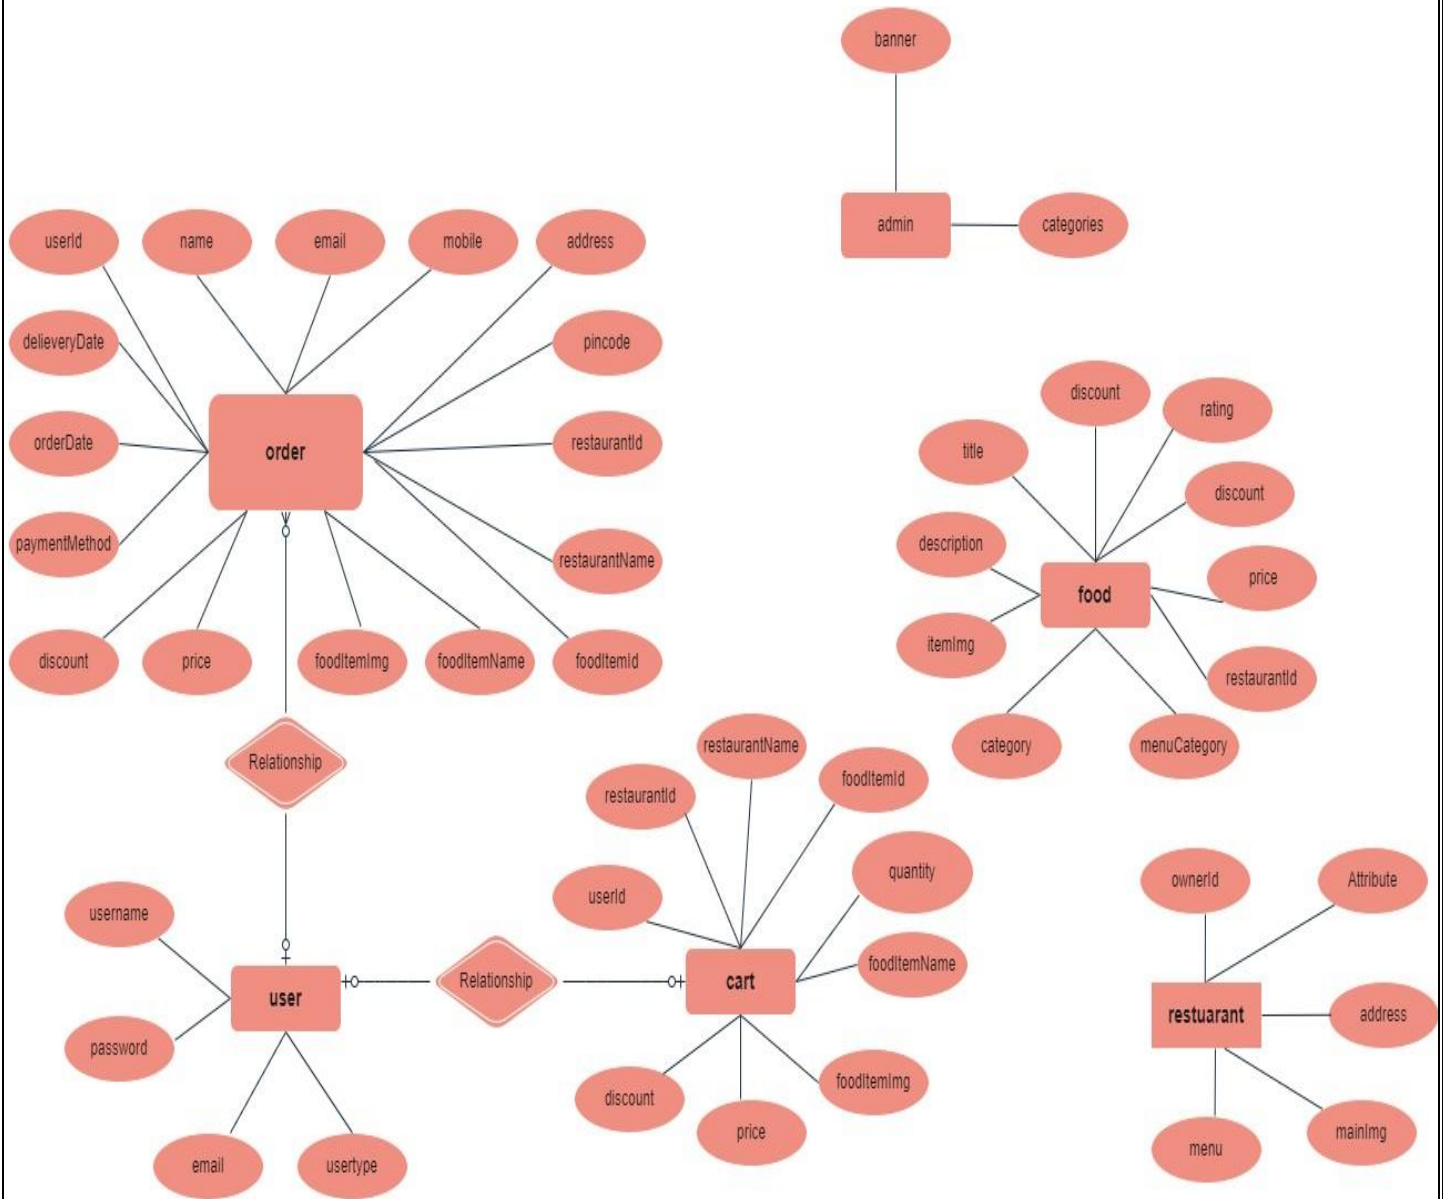 banner
admin
categories
userId
name
email
mobile
address
delieveryDate
pincode
order
orderDate
restaurantId
paymentMethod
restaurantName
discount
price
foodItemImg
foodItemName
foodItemId
Relationship
discount
rating
title
discount
description
price
food
itemImg
restaurantId
category
menuCategory
restaurantName
restaurantId
foodItemId
quantity
userId
foodItemName
cart
discount
price
foodItemImg
username
Relationship
user
password
email
usertype
ownerId
Attribute
restuarant
address
menu
mainImg